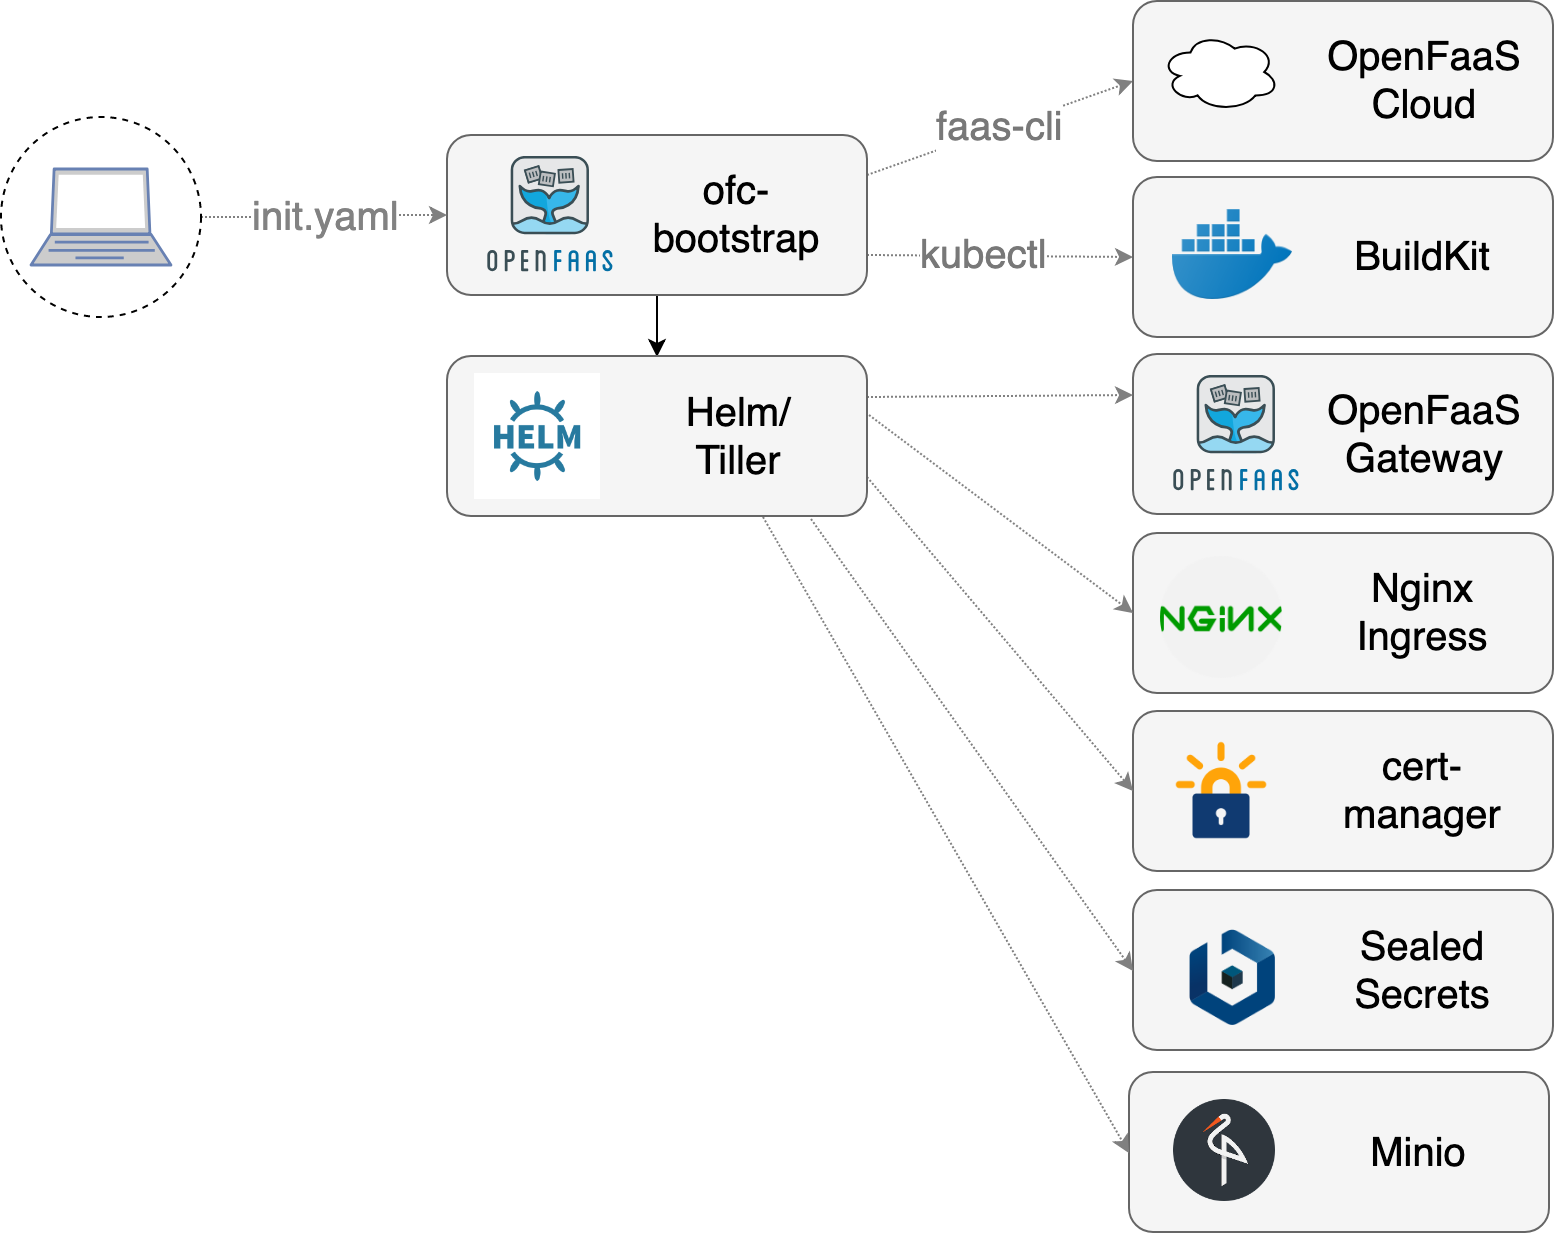 OpenFaaS
Cloud
faas-cli
init.yaml
OPENFAAS
ofc-
bootstrap
kubectl
BuildKit
HELM
Helm/
Tiller
OPENFAAS
OpenFaaS
Gateway
NGINX
Nginx
Ingress
cert-
manager
Sealed
Secrets
Minio